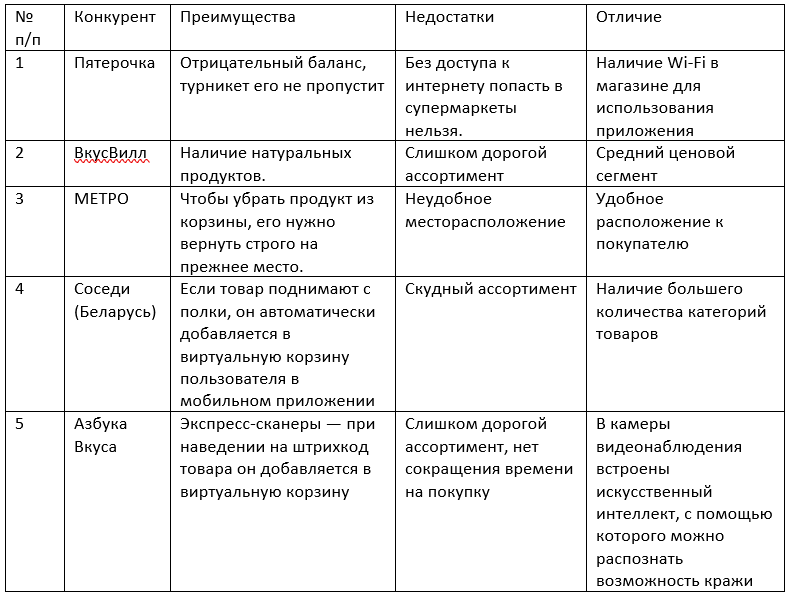 № п/п Конкурент Преимущества Недостатки Отличие
1 Пятерочка Отрицательный баланс, турникет его не пропустит Без доступа к интернету попасть в супермаркеты нельзя. Наличие Wi-Fi в магазине для использования приложения
2 ВкусВилл Наличие натуральных продуктов. Слишком дорогой ассортимент Средний ценовой сегмент
3 МЕТРО Чтобы убрать продукт из корзины, его нужно вернуть строго на прежнее место. Неудобное месторасположение Удобное расположение к покупателю
4 Соседи (Беларусь) Если товар поднимают с полки, он автоматически добавляется в виртуальную корзину пользователя в мобильном приложении Скудный ассортимент Наличие большего количества категорий товаров
5 Азбука Вкуса Экспресс-сканеры — при наведении на штрихкод товара он добавляется в виртуальную корзину Слишком дорогой ассортимент, нет сокращения времени на покупку В камеры видеонаблюдения встроены искусственный интеллект, с помощью которого можно распознать возможность кражи